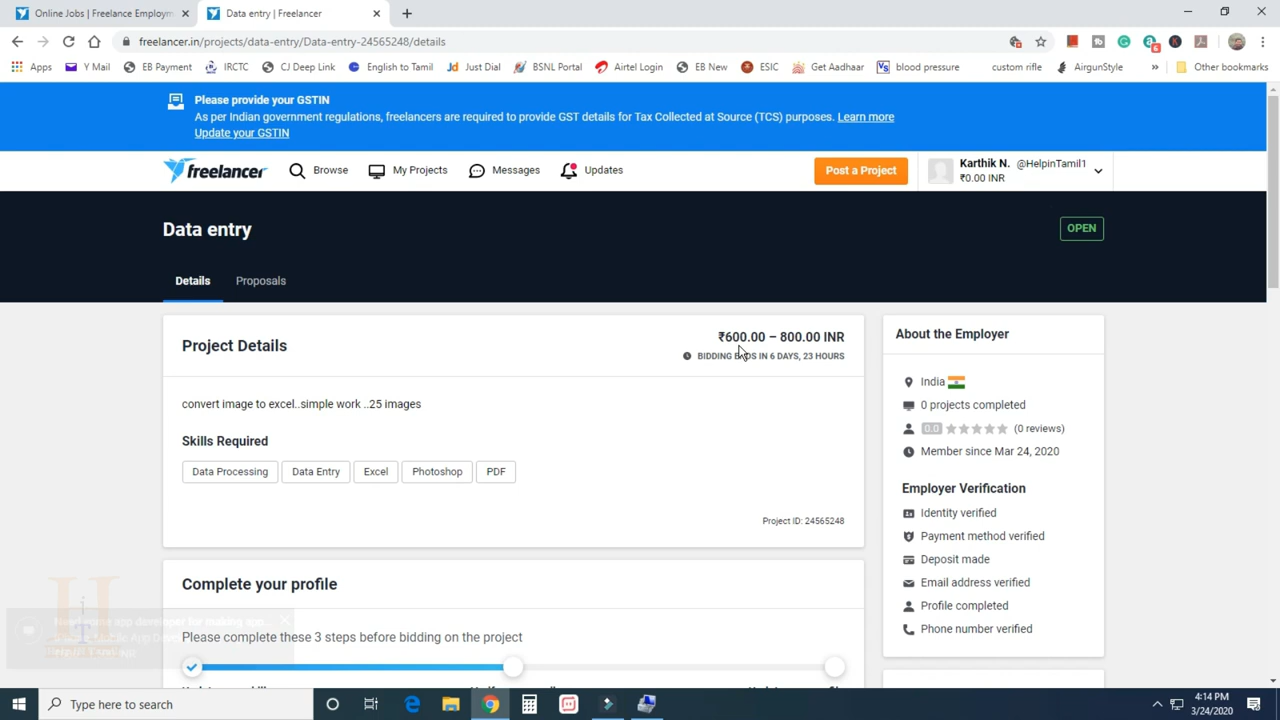 Online Jobs | Freelance Employm
Data entry | Freelancer
freelancer.in/projects/data-entry/Data-entry-24565248/details
Apps Y Mail EB Payment IRCTC CJ Deep Link English to Tamil Just Dial BSNL Portal Airtel Login EB New ESIC Get Aadhaar blood pressure custom rifle AirgunStyle » Other bookmarks
Please provide your GSTIN
As per Indian government regulations, freelancers are required to provide GST details for Tax Collected at Source (TCS) purposes. Learn more
Update your GSTIN
freelancer Browse My Projects Messages Updates Post a Project
Karthik N. @HelpinTamil1
₹0.00 INR
Data entry
OPEN
Details Proposals
Project Details
₹600.00 – 800.00 INR
BIDDING ENDS IN 6 DAYS, 23 HOURS
convert image to excel..simple work ..25 images
Skills Required
Data Processing Data Entry Excel Photoshop PDF
Project ID: 24565248
About the Employer
India
0 projects completed
0.0 (0 reviews)
Member since Mar 24, 2020
Employer Verification
Identity verified
Payment method verified
Deposit made
Email address verified
Profile completed
Phone number verified
Complete your profile
Need some app developer for making app...
Please complete these 3 steps before bidding on the project
Type here to search
4:14 PM
3/24/2020